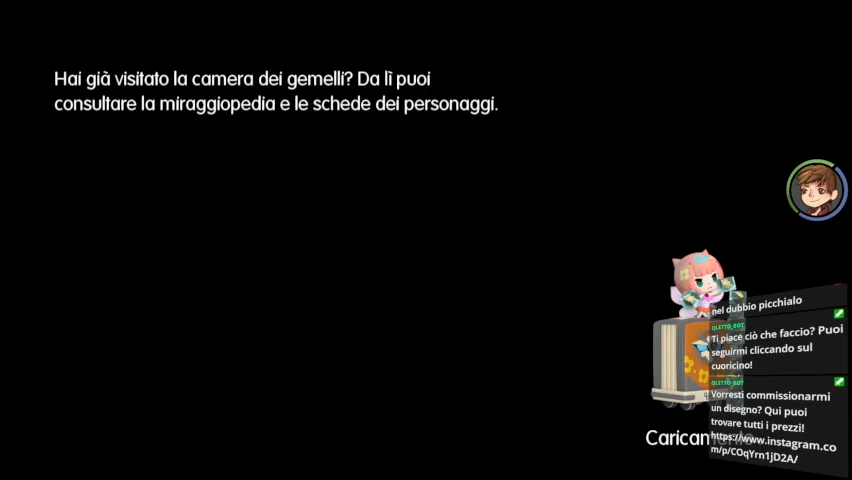 Hai già visitato la camera dei gemelli? Da lì puoi
consultare la miraggiopedia e le schede dei personaggi.
nel dubbio picchialo
QLETTO_BOT
Ti piace ciò che faccio? Puoi
seguirmi cliccando sul
cuoricino!
QLETTO_BOT
Vorresti commissionarmi
un disegno? Qui puoi
trovare tutti i prezzi!
https://www.instagram.co
m/p/COqYrn1jD2A/
Caricamento